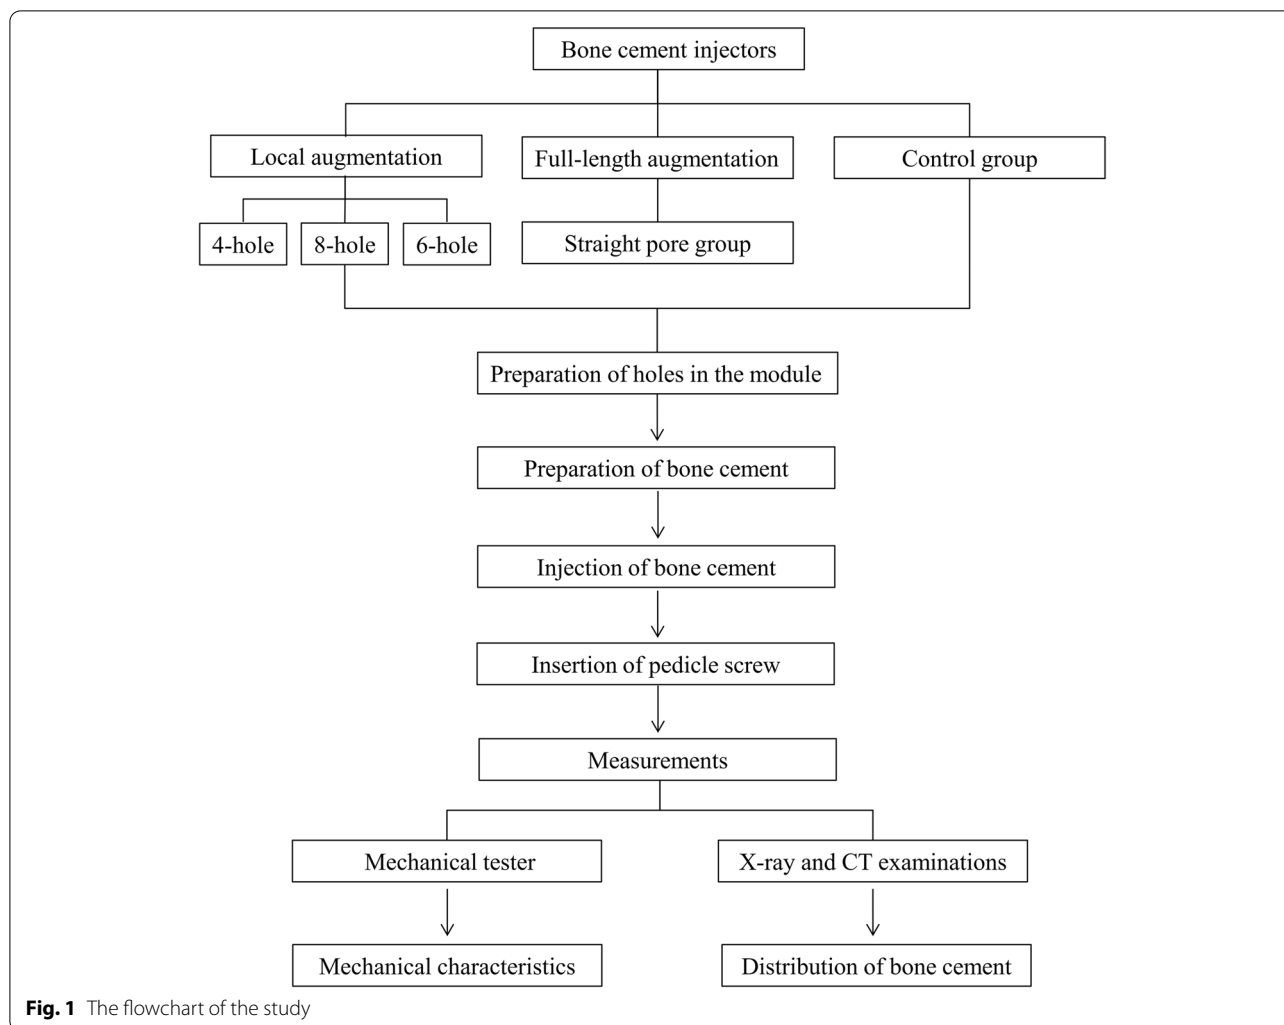 Bone cement injectors
Local augmentation
Full-length augmentation
Control group
4-hole
8-hole
6-hole
Straight pore group
Preparation of holes in the module
Preparation of bone cement
Injection of bone cement
Insertion of pedicle screw
Measurements
Mechanical tester
X-ray and CT examinations
Mechanical characteristics
Distribution of bone cement
Fig. 1 The flowchart of the study